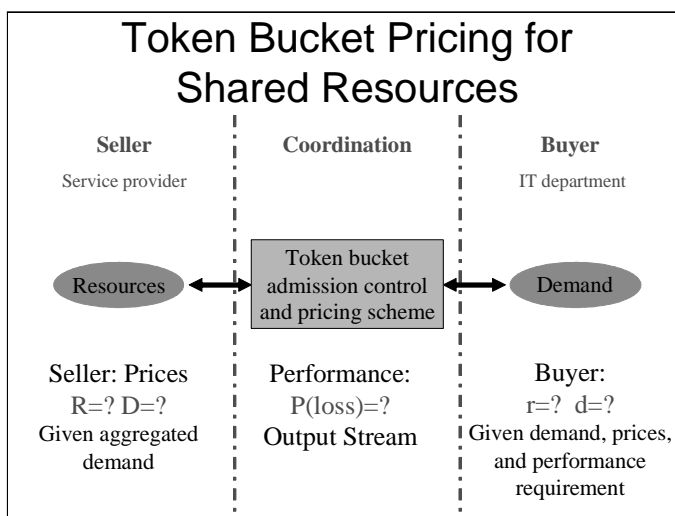 Token Bucket Pricing for
Shared Resources
Seller
Service provider
Coordination
Buyer
IT department
Resources
Token bucket
admission control
and pricing scheme
Demand
Seller: Prices
R=? D=?
Given aggregated
demand
Performance:
P(loss)=?
Output Stream
Buyer:
r=? d=?
Given demand, prices,
and performance
requirement